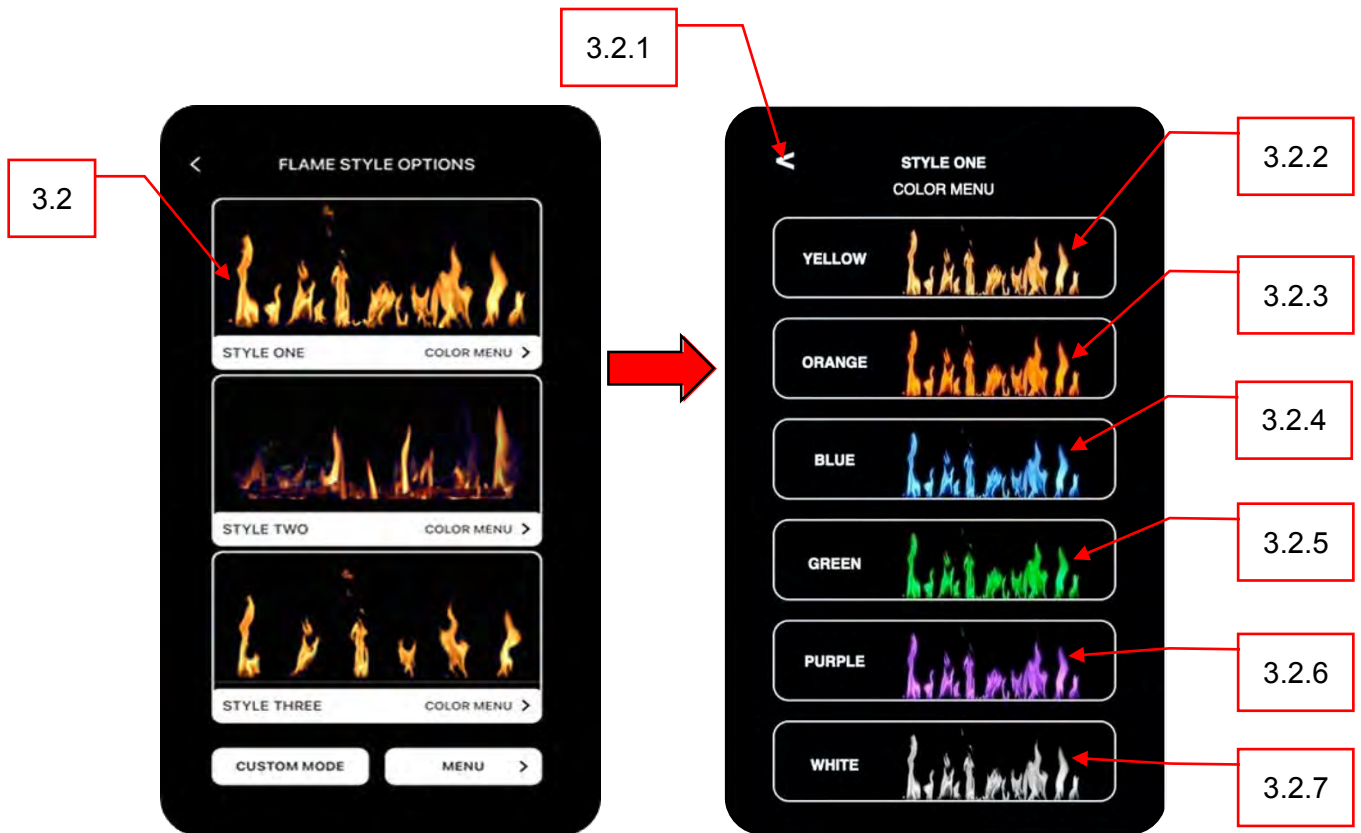 3.2.1
3.2
< FLAME STYLE OPTIONS
STYLE ONE COLOR MENU >
STYLE TWO COLOR MENU >
STYLE THREE COLOR MENU >
CUSTOM MODE MENU >
<
STYLE ONE
COLOR MENU
YELLOW
ORANGE
BLUE
GREEN
PURPLE
WHITE
3.2.2
3.2.3
3.2.4
3.2.5
3.2.6
3.2.7